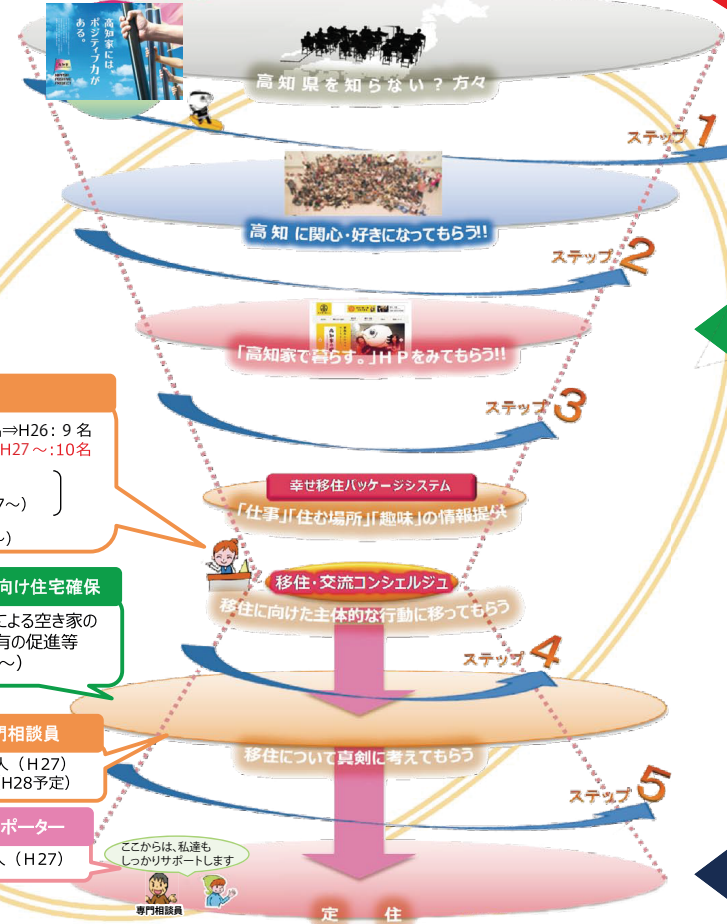 高知家には、
ポジティブ力が
ある。
高知県を知らない？方々
ステップ1
高知に関心・好きになってもらう!!
ステップ2
「高知家で暮らす。」ＨＰをみてもらう!!
ステップ3
⇒H26：９名
H27～:10名
7～）
～）
幸せ移住パッケージシステム
「仕事」「住む場所」「趣味」の情報提供
移住・交流コンシェルジュ
移住に向けた主体的な行動に移ってもらう
向け住宅確保
による空き家の
有の促進等
～）
ステップ4
門相談員
人（Ｈ27）
H28予定）
移住について真剣に考えてもらう
ステップ5
ポーター
人（Ｈ27）
ここからは、私達も
しっかりサポートします
専門相談員
定　住